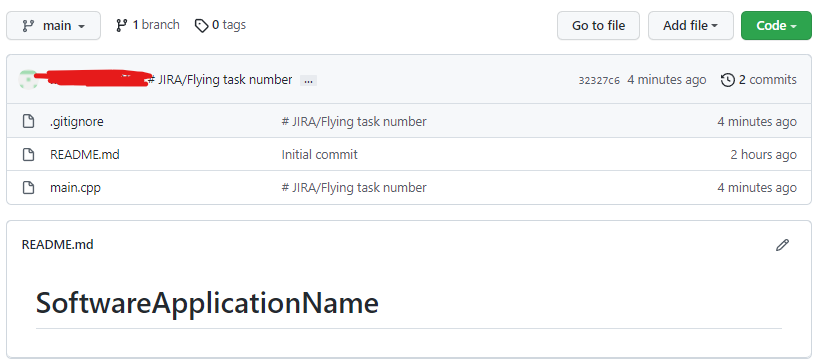 main 1 branch 0 tags Go to file Add file Code
# JIRA/Flying task number ... 32327c6 4 minutes ago 2 commits
.gitignore # JIRA/Flying task number 4 minutes ago
README.md Initial commit 2 hours ago
main.cpp # JIRA/Flying task number 4 minutes ago
README.md
SoftwareApplicationName